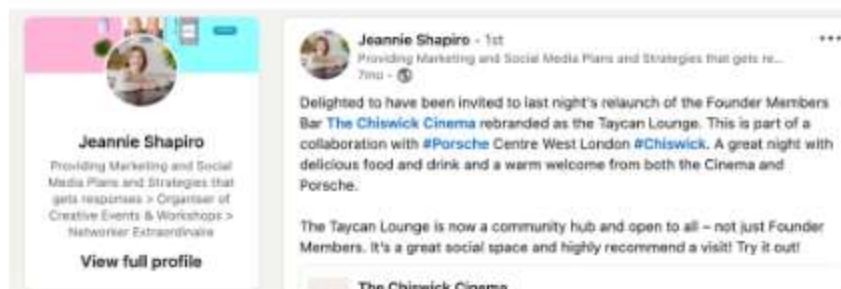 Jeannie Shapiro
Providing Marketing and Social
Media Plans and Strategies that
gets responses > Organiser of
Creative Events & Workshops >
Networker Extraordinaire
View full profile
Jeannie Shapiro - 1st
Providing Marketing and Social Media Plans and Strategies that gets re...
7mo -
Delighted to have been invited to last night's relaunch of the Founder Members
Bar The Chiswick Cinema rebranded as the Taycan Lounge. This is part of a
collaboration with #Porsche Centre West London #Chiswick. A great night with
delicious food and drink and a warm welcome from both the Cinema and
Porsche.
The Taycan Lounge is now a community hub and open to all – not just Founder
Members. It's a great social space and highly recommend a visit! Try it out!
The Chiswick Cinema